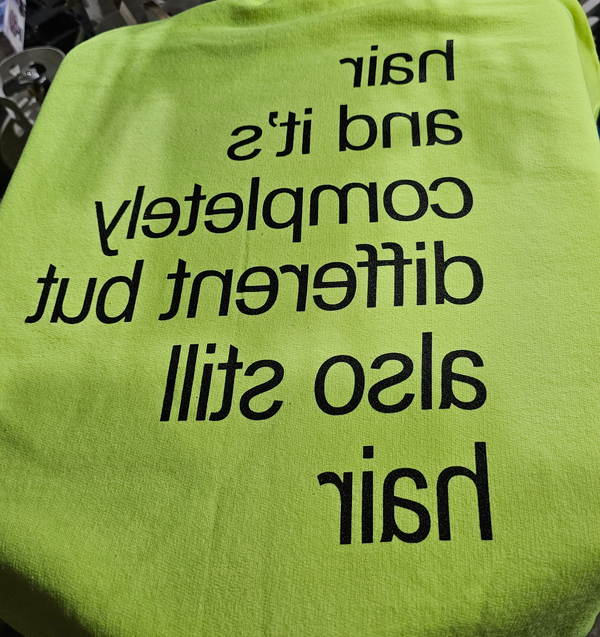 hair
and it's
completely
different but
also still
hair